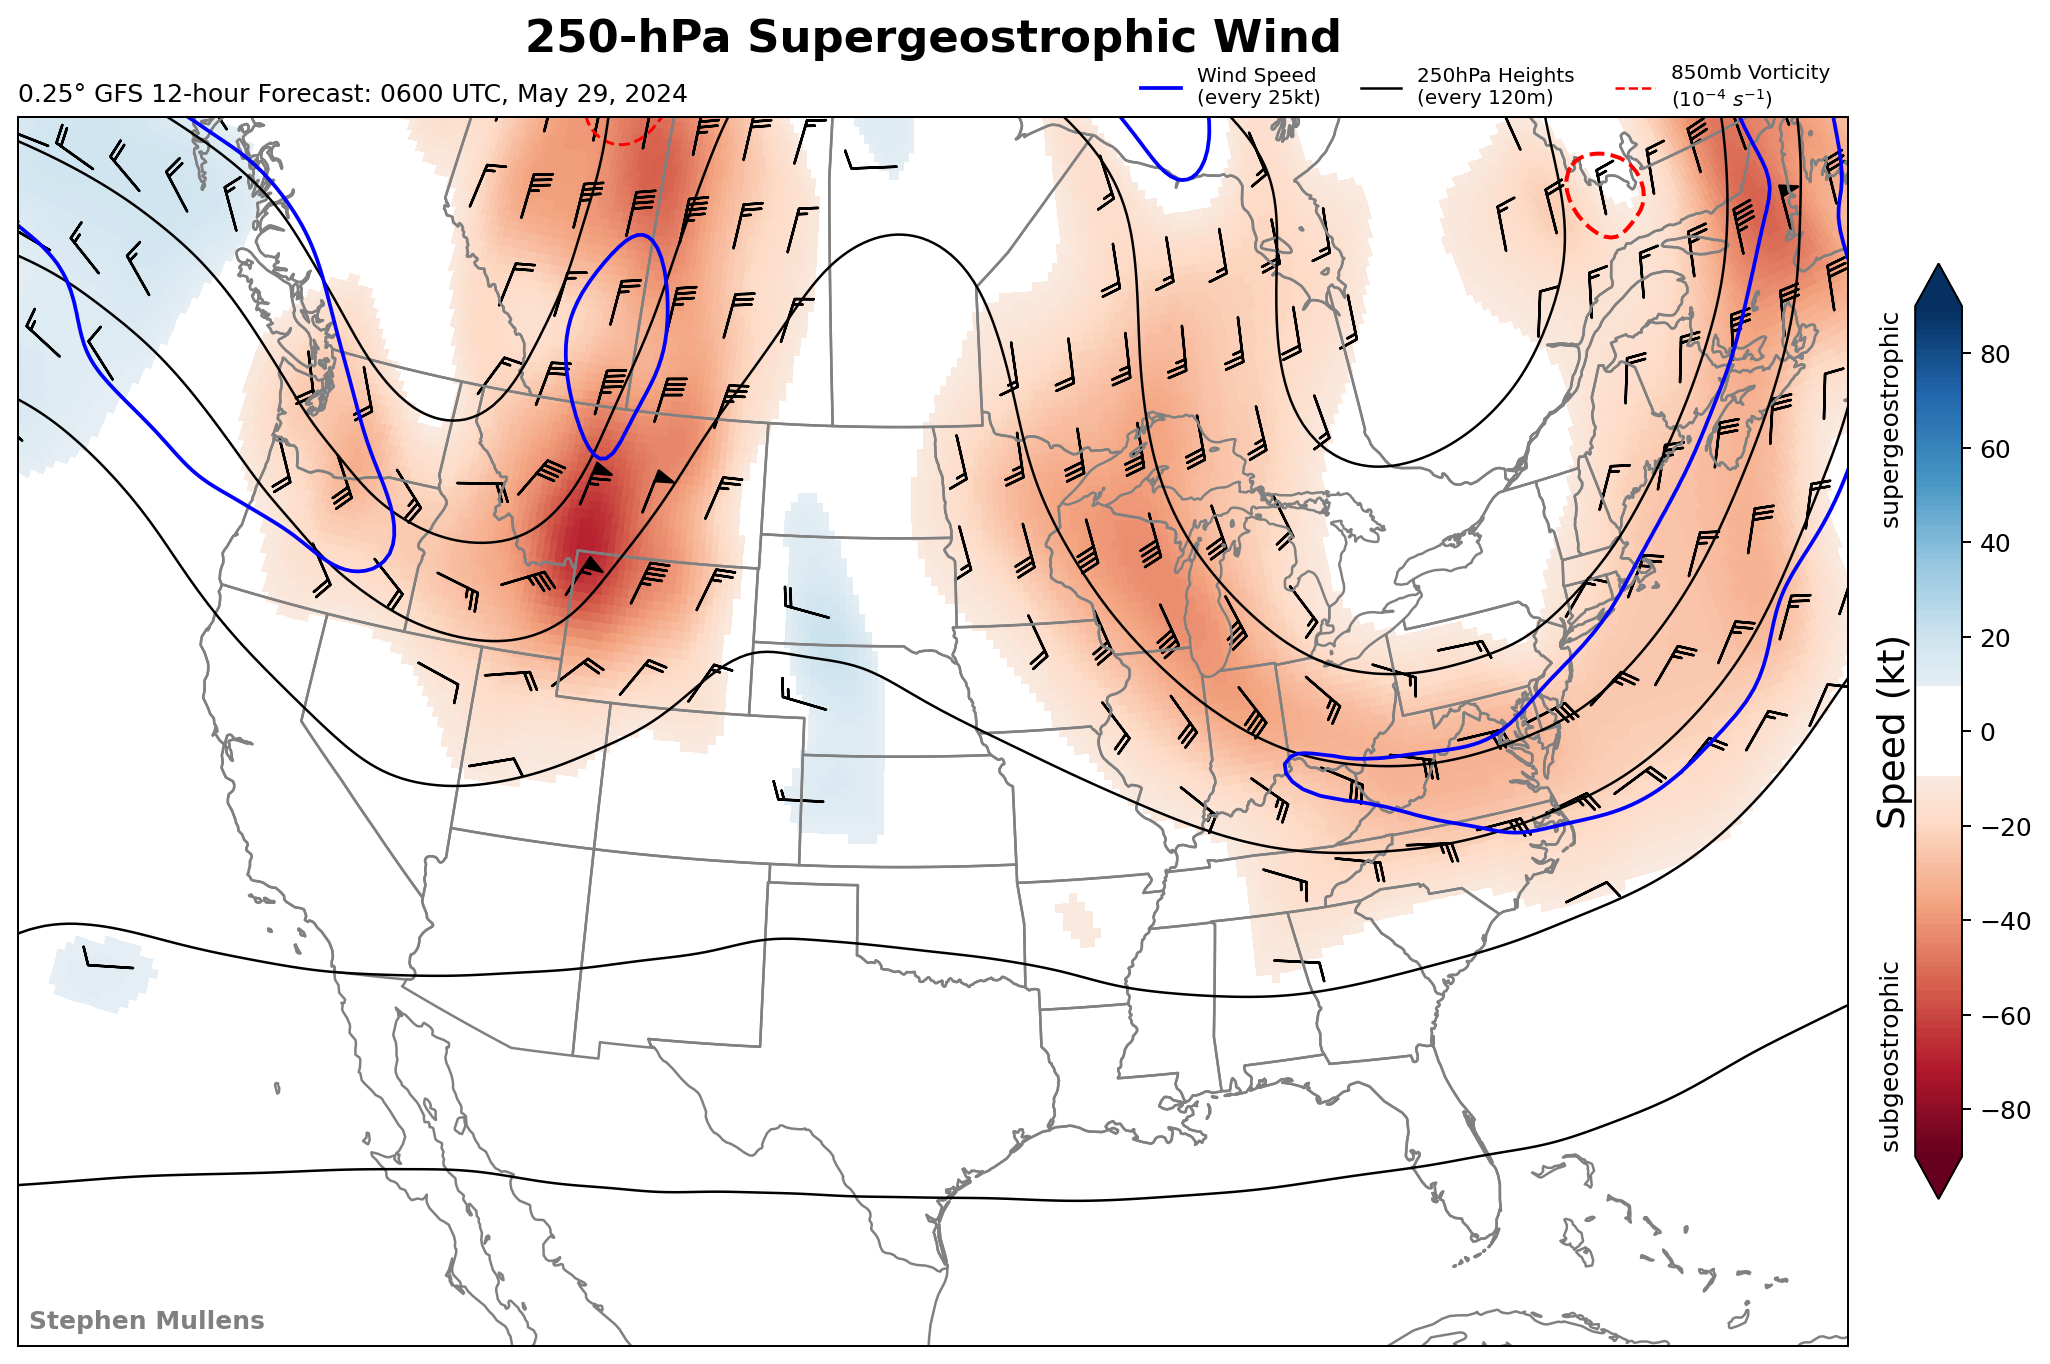 250-hPa Supergeostrophic Wind
0.25° GFS 12-hour Forecast: 0600 UTC, May 29, 2024
Wind Speed
(every 25kt)
250hPa Heights
(every 120m)
850mb Vorticity
(10⁻⁴ s⁻¹)
supergeostrophic
subgeostrophic
Speed (kt)
80
60
40
20
0
−20
−40
−60
−80
Stephen Mullens